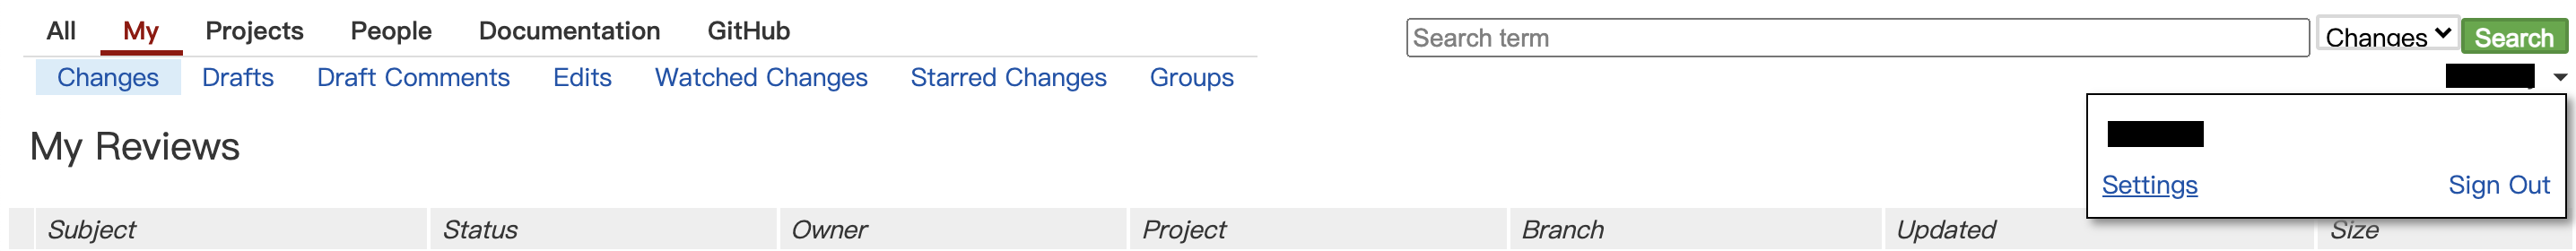 All My Projects People Documentation GitHub
Search term Changes Search
Changes Drafts Draft Comments Edits Watched Changes Starred Changes Groups
My Reviews
Settings Sign Out
Subject Status Owner Project Branch Updated Size